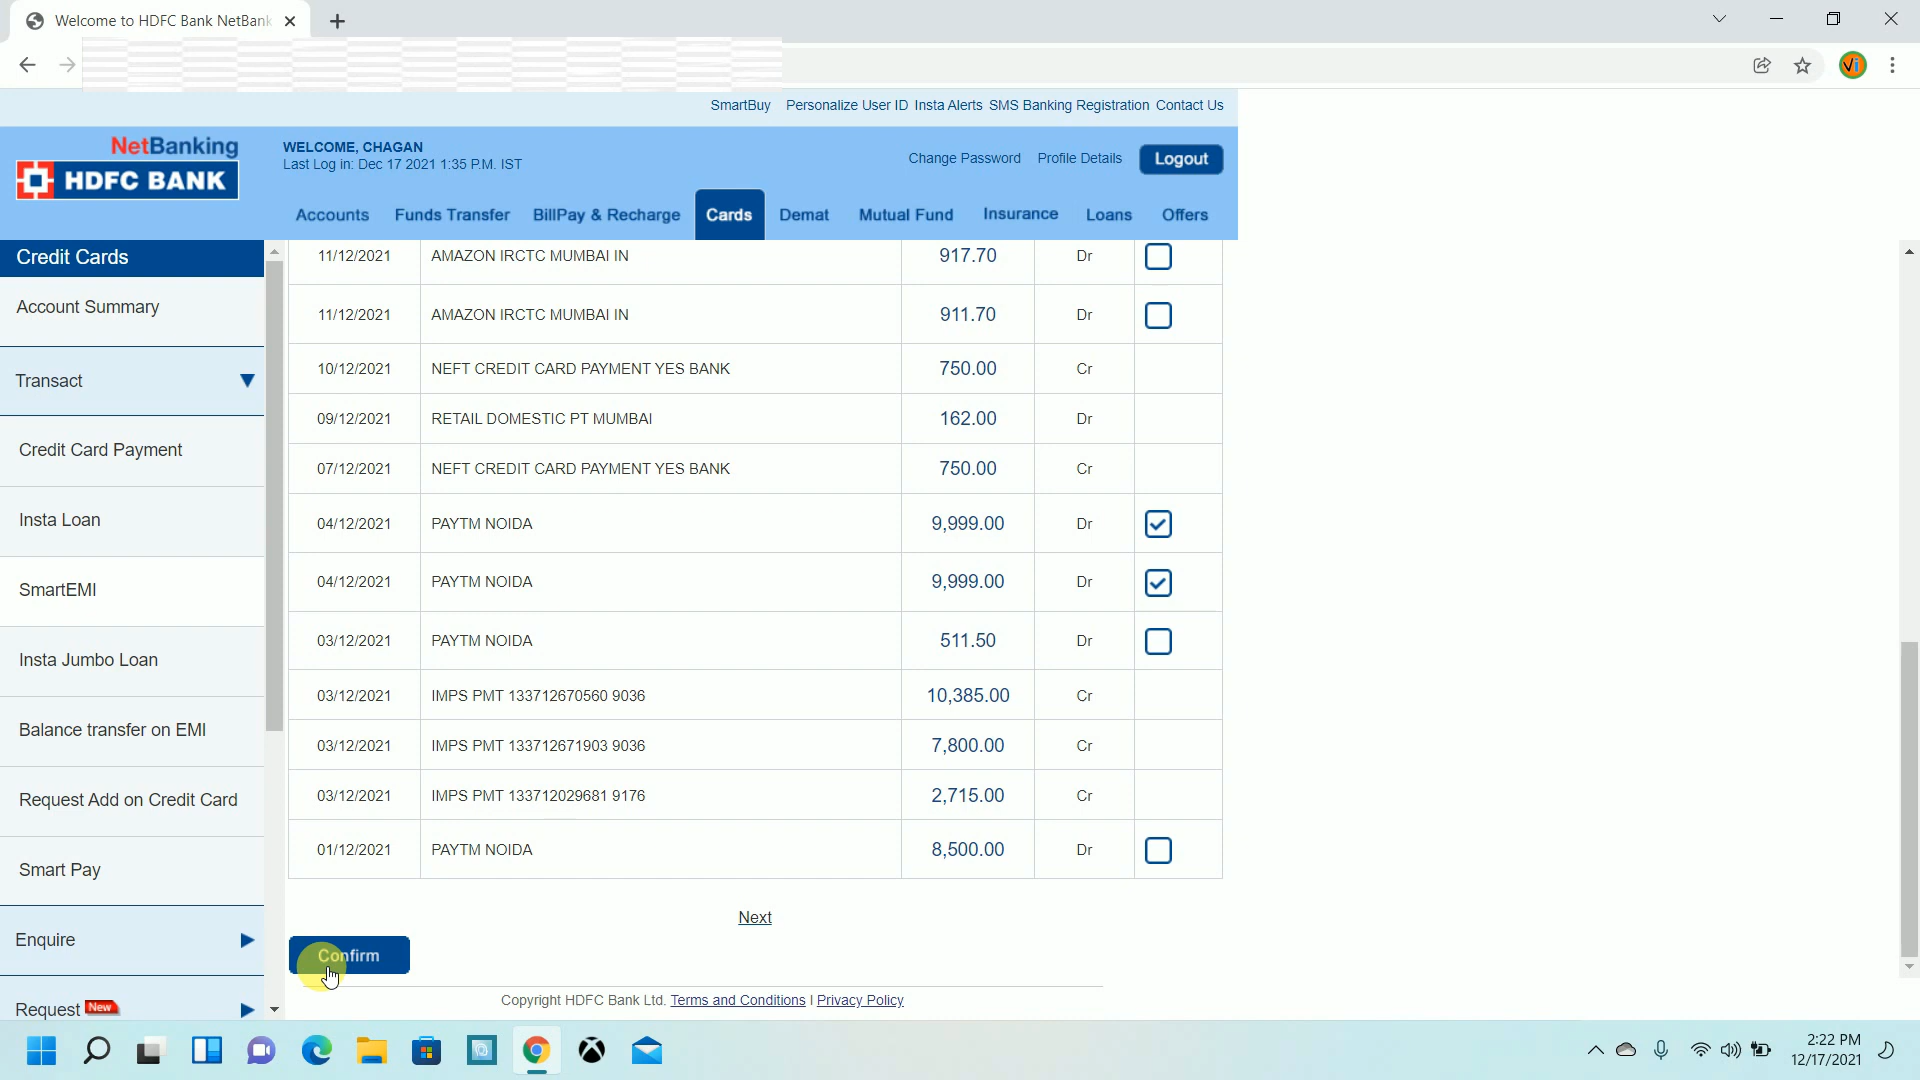 Welcome to HDFC Bank NetBank
SmartBuy Personalize User ID Insta Alerts SMS Banking Registration Contact Us
NetBanking
HDFC BANK
WELCOME, CHAGAN
Last Log in: Dec 17 2021 1:35 P.M. IST
Change Password Profile Details Logout
Accounts Funds Transfer BillPay & Recharge Cards Demat Mutual Fund Insurance Loans Offers
Credit Cards
Account Summary
Transact
Credit Card Payment
Insta Loan
SmartEMI
Insta Jumbo Loan
Balance transfer on EMI
Request Add on Credit Card
Smart Pay
Enquire
Request New
11/12/2021 AMAZON IRCTC MUMBAI IN 917.70 Dr
11/12/2021 AMAZON IRCTC MUMBAI IN 911.70 Dr
10/12/2021 NEFT CREDIT CARD PAYMENT YES BANK 750.00 Cr
09/12/2021 RETAIL DOMESTIC PT MUMBAI 162.00 Dr
07/12/2021 NEFT CREDIT CARD PAYMENT YES BANK 750.00 Cr
04/12/2021 PAYTM NOIDA 9,999.00 Dr
04/12/2021 PAYTM NOIDA 9,999.00 Dr
03/12/2021 PAYTM NOIDA 511.50 Dr
03/12/2021 IMPS PMT 133712670560 9036 10,385.00 Cr
03/12/2021 IMPS PMT 133712671903 9036 7,800.00 Cr
03/12/2021 IMPS PMT 133712029681 9176 2,715.00 Cr
01/12/2021 PAYTM NOIDA 8,500.00 Dr
Next
Confirm
Copyright HDFC Bank Ltd. Terms and Conditions I Privacy Policy
2:22 PM
12/17/2021